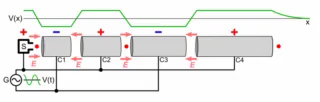 V(x)
x
+ − + − +
S
E E E E
C1 C2 C3 C4
G V(t)